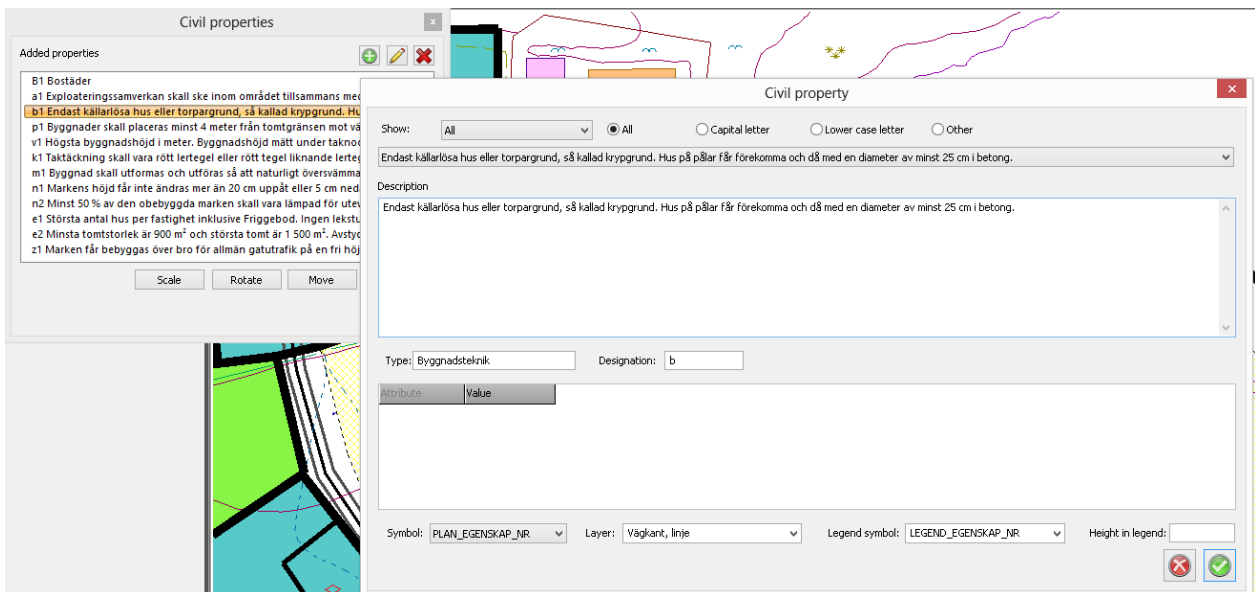 Civil properties
x
Added properties
B1 Bostäder
a1 Exploateringssamverkan skall ske inom området tillsammans med
b1 Endast källarlösa hus eller torpargrund, så kallad krypgrund. Hu
p1 Byggnader skall placeras minst 4 meter från tomtgränsen mot vä
v1 Högsta byggnadshöjd i meter. Byggnadshöjd mätt under taknoc
k1 Taktäckning skall vara rött lertegel eller rött tegel liknande lerteg
m1 Byggnad skall utformas och utföras så att naturligt översvämma
n1 Markens höjd får inte ändras mer än 20 cm uppåt eller 5 cm ned
n2 Minst 50 % av den obebyggda marken skall vara lämpad för utev
e1 Största antal hus per fastighet inklusive Friggebod. Ingen lekstu
e2 Minsta tomtstorlek är 900 m² och största tomt är 1 500 m². Avstyc
z1 Marken får bebyggas över bro för allmän gatutrafik på en fri höj
Scale Rotate Move
Civil property
x
Show: All All Capital letter Lower case letter Other
Endast källarlösa hus eller torpargrund, så kallad krypgrund. Hus på pålar får förekomma och då med en diameter av minst 25 cm i betong.
Description
Endast källarlösa hus eller torpargrund, så kallad krypgrund. Hus på pålar får förekomma och då med en diameter av minst 25 cm i betong.
Type: Byggnadsteknik Designation: b
Attribute Value
Symbol: PLAN_EGENSKAP_NR Layer: Vägkant, linje Legend symbol: LEGEND_EGENSKAP_NR Height in legend: